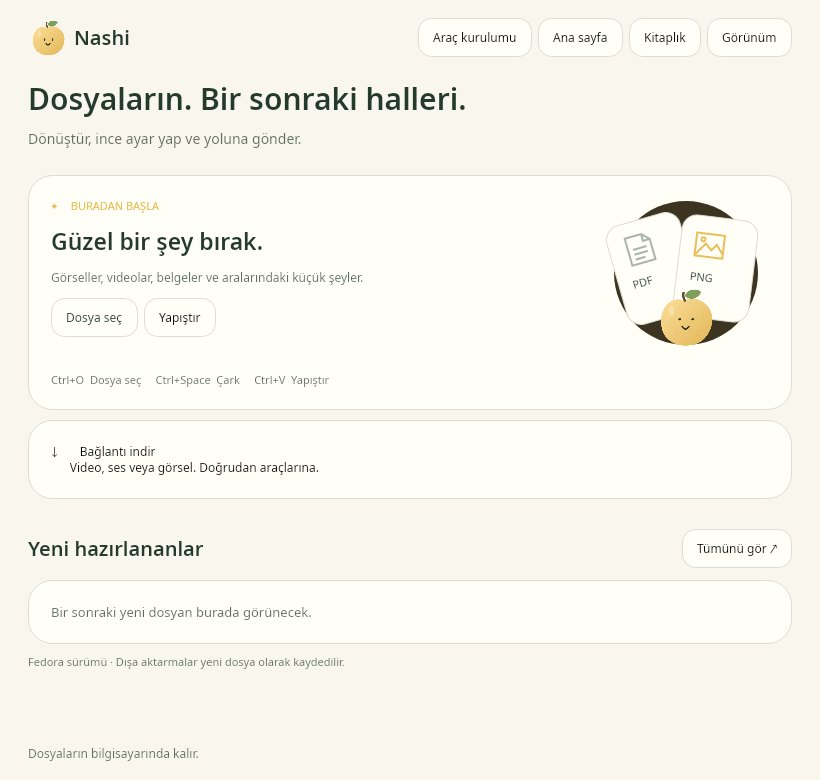 Nashi
Araç kurulumu
Ana sayfa
Kitaplık
Görünüm
Dosyaların. Bir sonraki halleri.
Dönüştür, ince ayar yap ve yoluna gönder.
✦ BURADAN BAŞLA
Güzel bir şey bırak.
Görseller, videolar, belgeler ve aralarındaki küçük şeyler.
Dosya seç
Yapıştır
Ctrl+O Dosya seç Ctrl+Space Çark Ctrl+V Yapıştır
PDF
PNG
↓ Bağlantı indir
Video, ses veya görsel. Doğrudan araçlarına.
Yeni hazırlananlar
Tümünü gör ↗
Bir sonraki yeni dosyan burada görünecek.
Fedora sürümü · Dışa aktarmalar yeni dosya olarak kaydedilir.
Dosyaların bilgisayarında kalır.